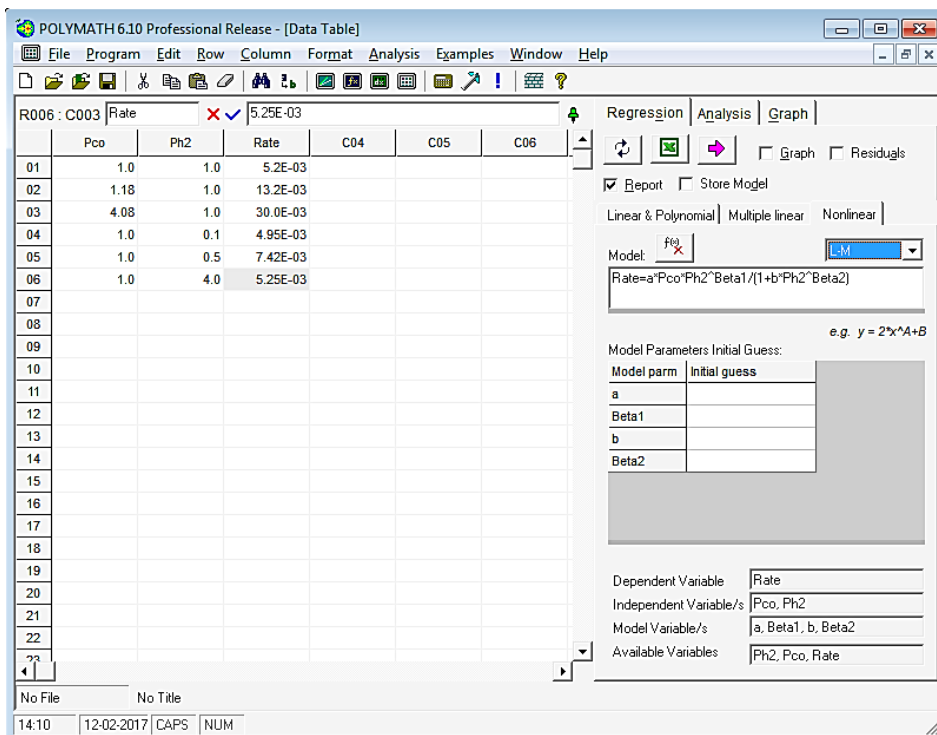 POLYMATH 6.10 Professional Release - [Data Table]
File Program Edit Row Column Format Analysis Examples Window Help
R006 : C003 Rate 5.25E-03
Pco Ph2 Rate C04 C05 C06
01 1.0 1.0 5.2E-03
02 1.18 1.0 13.2E-03
03 4.08 1.0 30.0E-03
04 1.0 0.1 4.95E-03
05 1.0 0.5 7.42E-03
06 1.0 4.0 5.25E-03
07
08
09
10
11
12
13
14
15
16
17
18
19
20
21
22
23
Regression Analysis Graph
Graph Residuals
Report Store Model
Linear & Polynomial Multiple linear Nonlinear
Model: f(x) L-M
Rate=a*Pco*Ph2^Beta1/(1+b*Ph2^Beta2)
e.g. y = 2*x^A+B
Model Parameters Initial Guess:
Model parm Initial guess
a
Beta1
b
Beta2
Dependent Variable Rate
Independent Variable/s Pco, Ph2
Model Variable/s a, Beta1, b, Beta2
Available Variables Ph2, Pco, Rate
No File No Title
14:10 12-02-2017 CAPS NUM